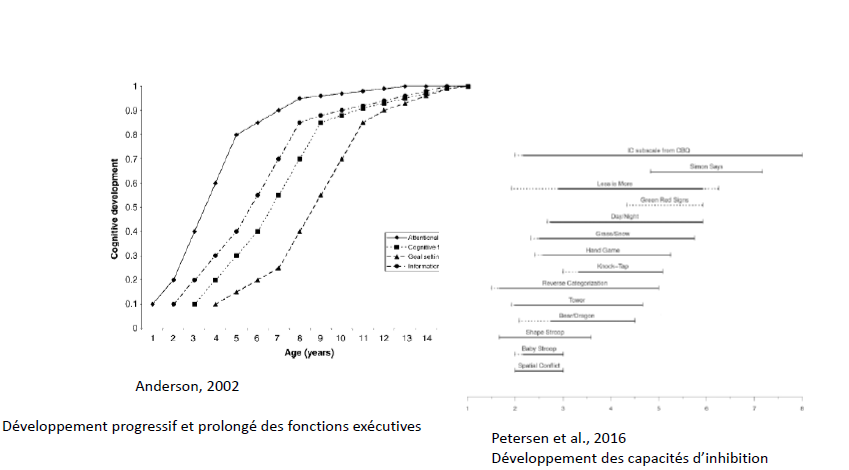 1
0.9
0.8
0.7
0.6
0.5
0.4
0.3
0.2
0.1
0
Cognitive development
1 2 3 4 5 6 7 8 9 10 11 12 13 14
Age (years)
Attentional
Cognitive f
Goal settin
Information
Anderson, 2002
Développement progressif et prolongé des fonctions exécutives
IC subscale from CBQ
Simon Says
Less is More
Green Red Signs
Day/Night
Grass/Snow
Hand Game
Knock-Tap
Reverse Categorization
Tower
Bear/Dragon
Shape Stroop
Baby Stroop
Spatial Conflict
1 2 3 4 5 6 7 8
Petersen et al., 2016
Développement des capacités d’inhibition